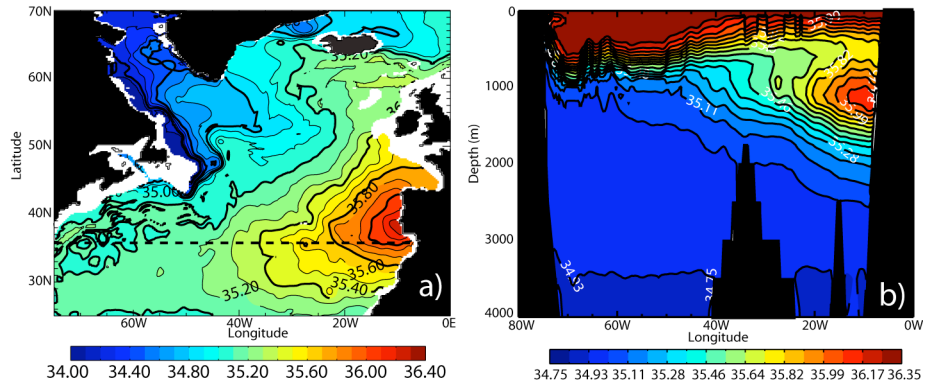 70N
60N
50N
40N
30N
Latitude
35.20
35.00
35.80
35.60
35.40
35.20
a)
60W 40W 20W 0E
Longitude
34.00 34.40 34.80 35.20 35.60 36.00 36.40
0
1000
2000
3000
4000
Depth (m)
35.11
35.46
35.28
34.93
34.75
b)
80W 60W 40W 20W 0W
Longitude
34.75 34.93 35.11 35.28 35.46 35.64 35.82 35.99 36.17 36.35